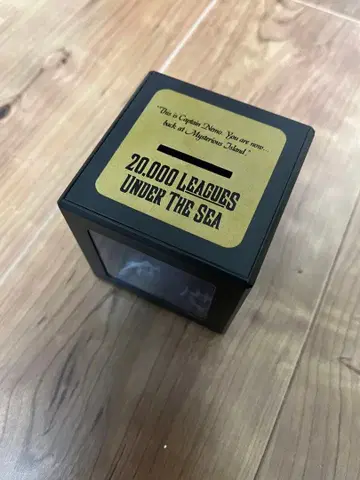 "This is Captain Nemo. You are now...
back at Mysterious Island."
20.000 LEAGUES
UNDER THE SEA